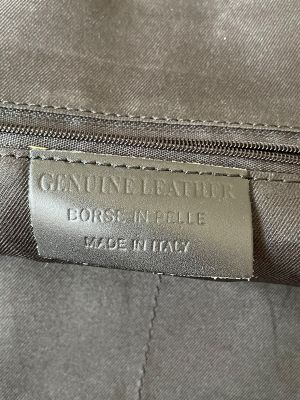 GENUINE LEATHER
BORSE IN PELLE
MADE IN ITALY